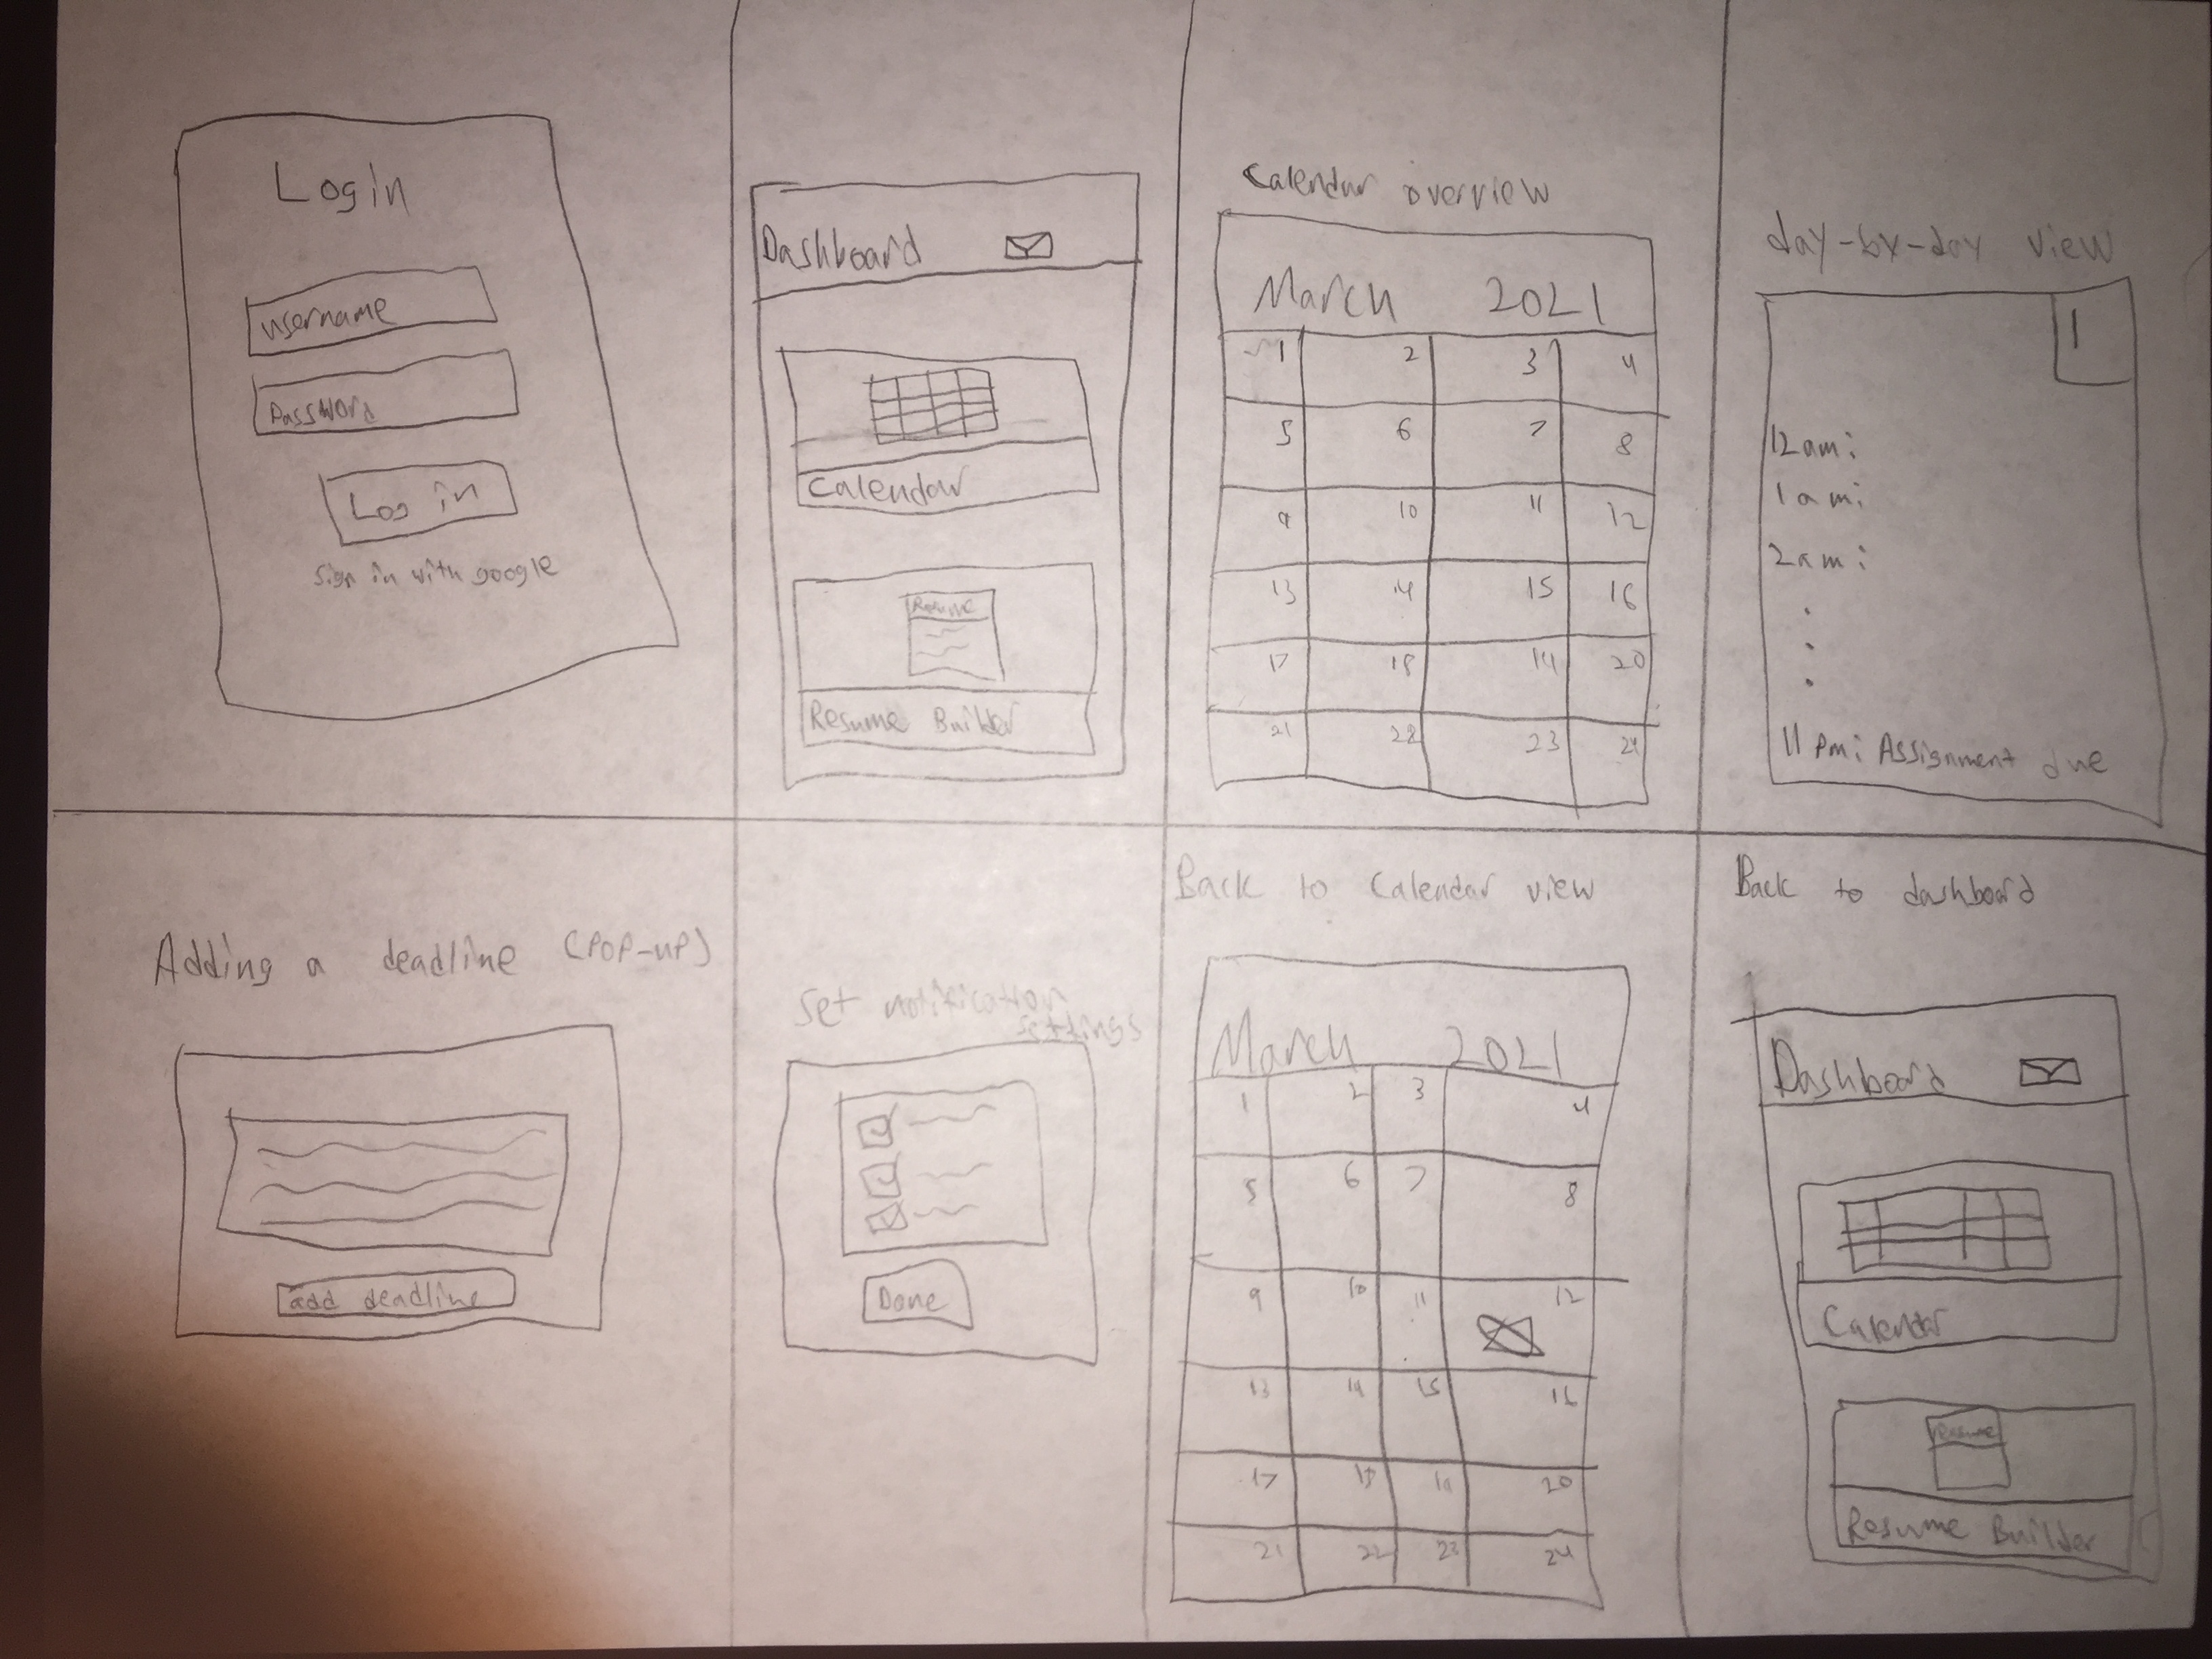 Login
username
Password
Log in
Sign in with google
Dashboard
Calendar
Resume
Resume Builder
Calendar overview
March 2021
1 2 3 4
5 6 7 8
9 10 11 12
13 14 15 16
17 18 19 20
21 22 23 24
day-by-day view
1
12am:
1am:
2am:
11pm: Assignment due
Adding a deadline (POP-UP)
add deadline
Set notification
settings
Done
Back to Calendar view
March 2021
1 2 3 4
5 6 7 8
9 10 11 12
13 14 15 16
17 18 19 20
21 22 23 24
Back to dashboard
Dashboard
Calendar
Resume
Resume Builder